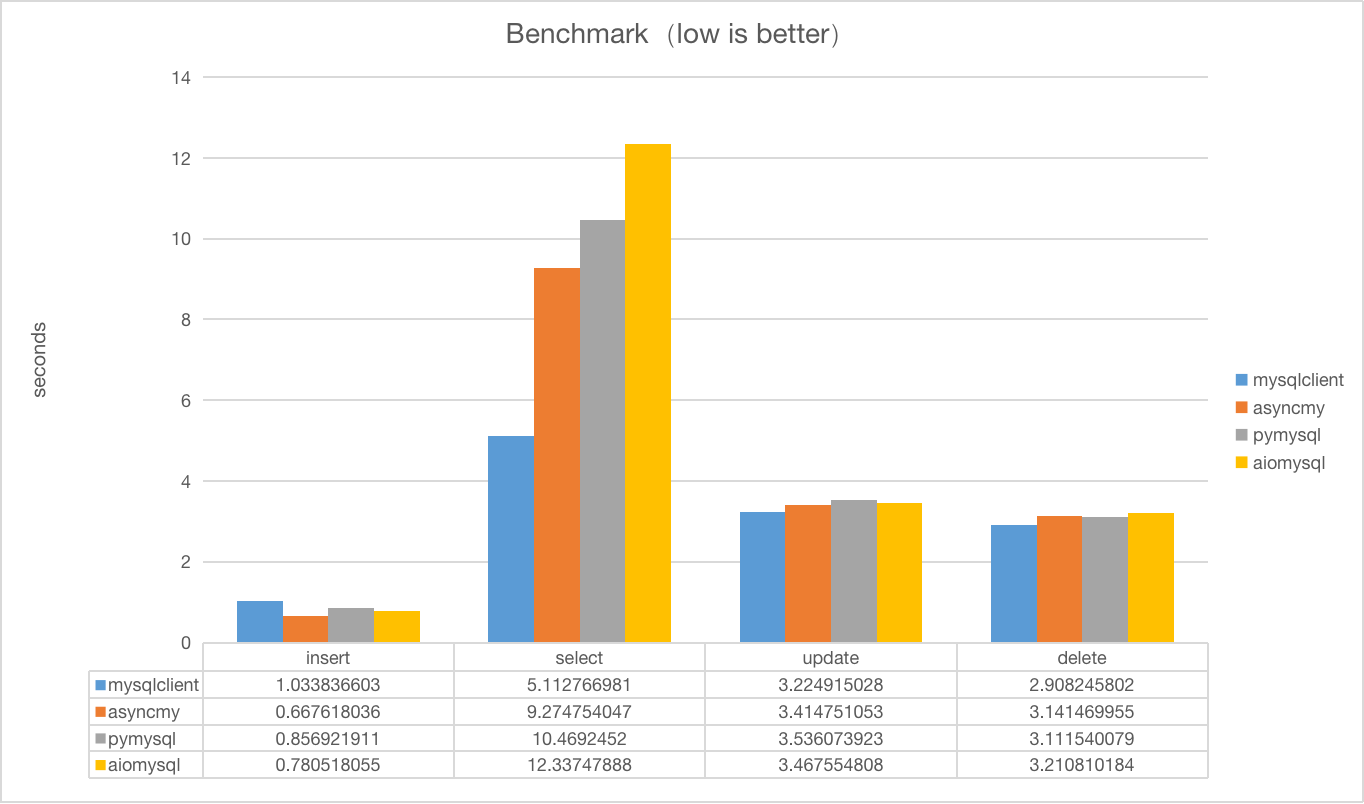 Benchmark（low is better）
14
12
10
8
6
4
2
0
seconds
mysqlclient
asyncmy
pymysql
aiomysql
insert select update delete
mysqlclient 1.033836603 5.112766981 3.224915028 2.908245802
asyncmy 0.667618036 9.274754047 3.414751053 3.141469955
pymysql 0.856921911 10.4692452 3.536073923 3.111540079
aiomysql 0.780518055 12.33747888 3.467554808 3.210810184